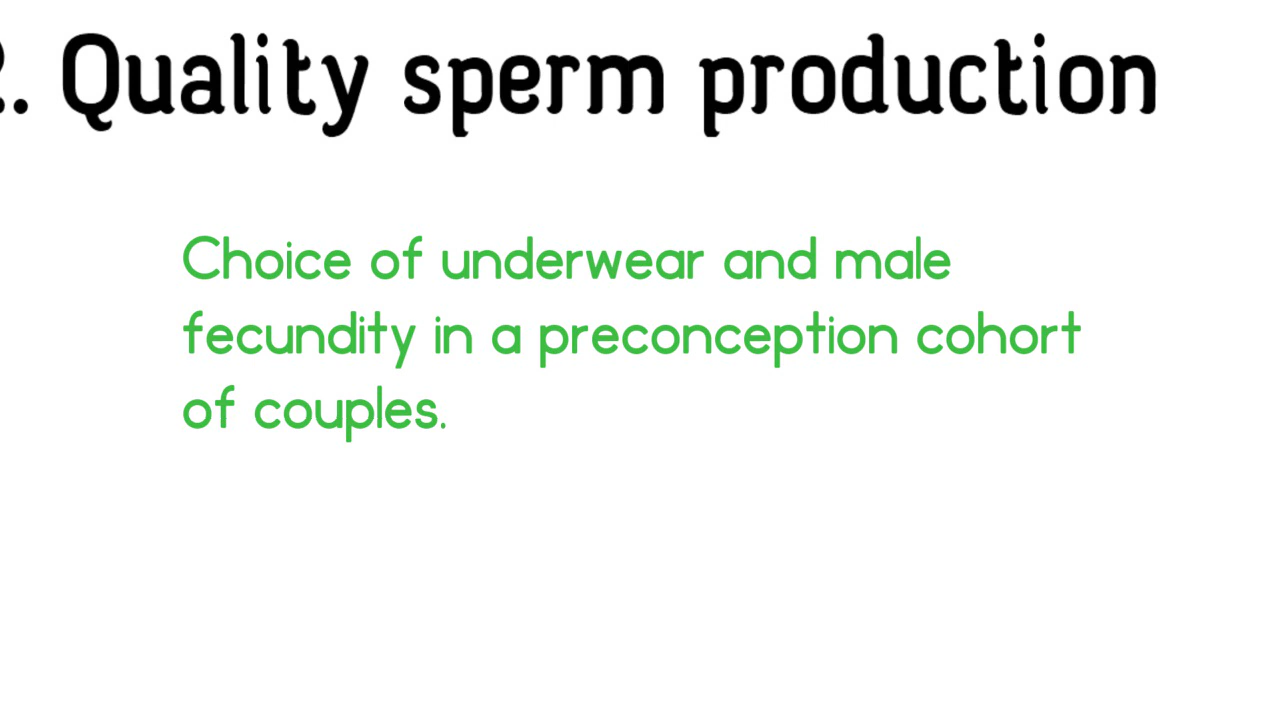 . Quality sperm production
Choice of underwear and male
fecundity in a preconception cohort
of couples.